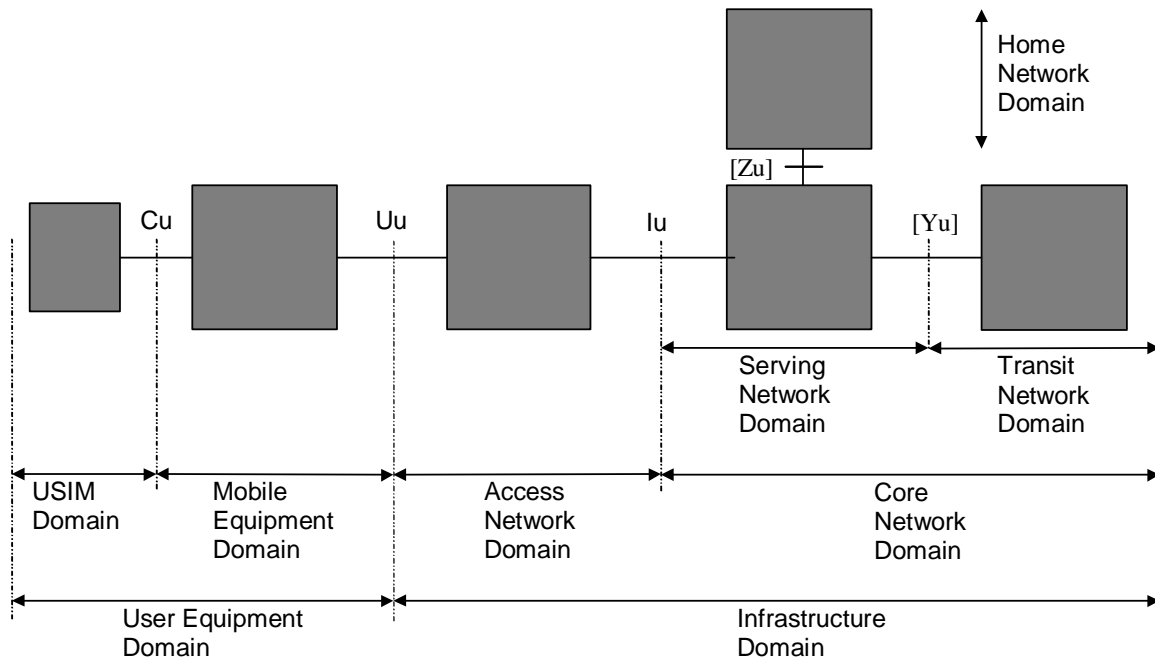 Home
Network
Domain
[Zu]
Cu
Uu
Iu
[Yu]
Serving
Network
Domain
Transit
Network
Domain
USIM
Domain
Mobile
Equipment
Domain
Access
Network
Domain
Core
Network
Domain
User Equipment
Domain
Infrastructure
Domain